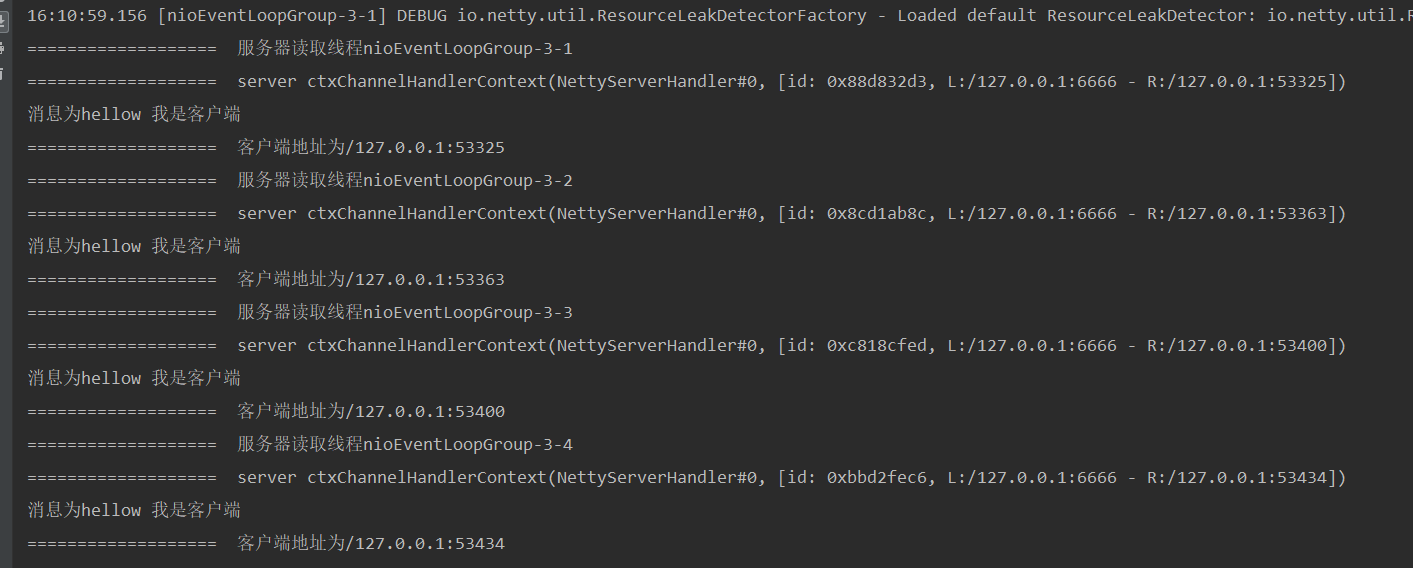 16:10:59.156 [nioEventLoopGroup-3-1] DEBUG io.netty.util.ResourceLeakDetectorFactory - Loaded default ResourceLeakDetector: io.netty.util.R
===================  服务器读取线程nioEventLoopGroup-3-1
===================  server ctxChannelHandlerContext(NettyServerHandler#0, [id: 0x88d832d3, L:/127.0.0.1:6666 - R:/127.0.0.1:53325])
消息为hellow 我是客户端
===================  客户端地址为/127.0.0.1:53325
===================  服务器读取线程nioEventLoopGroup-3-2
===================  server ctxChannelHandlerContext(NettyServerHandler#0, [id: 0x8cd1ab8c, L:/127.0.0.1:6666 - R:/127.0.0.1:53363])
消息为hellow 我是客户端
===================  客户端地址为/127.0.0.1:53363
===================  服务器读取线程nioEventLoopGroup-3-3
===================  server ctxChannelHandlerContext(NettyServerHandler#0, [id: 0xc818cfed, L:/127.0.0.1:6666 - R:/127.0.0.1:53400])
消息为hellow 我是客户端
===================  客户端地址为/127.0.0.1:53400
===================  服务器读取线程nioEventLoopGroup-3-4
===================  server ctxChannelHandlerContext(NettyServerHandler#0, [id: 0xbbd2fec6, L:/127.0.0.1:6666 - R:/127.0.0.1:53434])
消息为hellow 我是客户端
===================  客户端地址为/127.0.0.1:53434